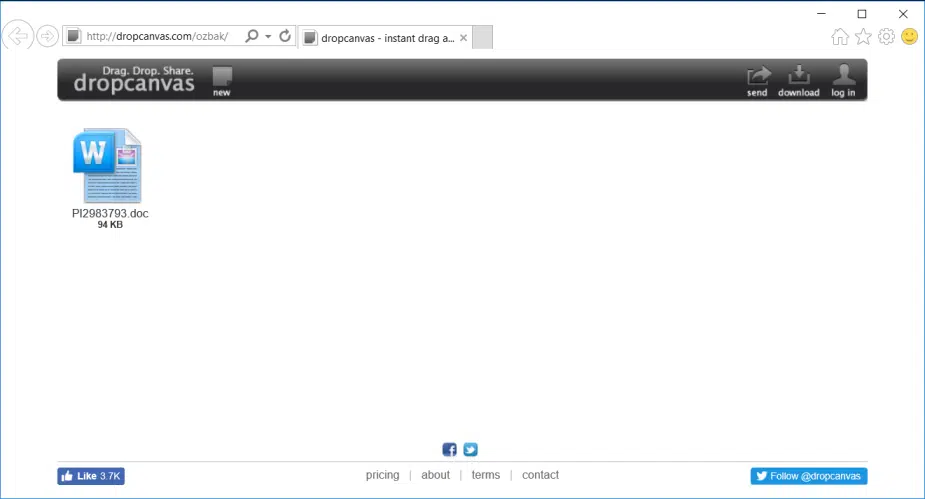 http://dropcanvas.com/ozbak/
dropcanvas - instant drag a...
Drag. Drop. Share.
dropcanvas
new
send
download
log in
W
PI2983793.doc
94 KB
Like 3.7K
pricing | about | terms | contact
Follow @dropcanvas